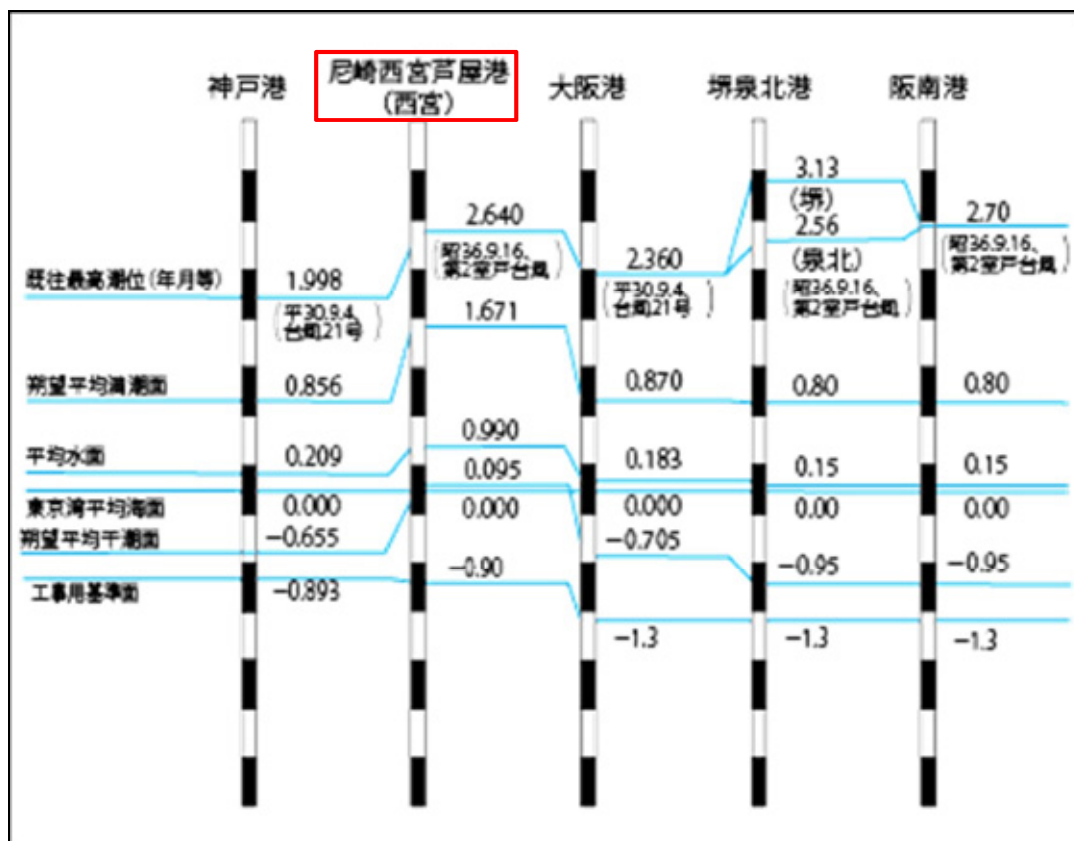 神戸港
尼崎西宮芦屋港
(西宮)
大阪港
堺泉北港
阪南港
既往最高潮位(年月等)
1.998
(平30.9.4、
台風21号)
2.640
(昭36.9.16、
第2室戸台風)
2.360
(平30.9.4、
台風21号)
3.13
(堺)
2.56
(泉北)
(昭36.9.16、
第2室戸台風)
2.70
(昭36.9.16、
第2室戸台風)
朔望平均満潮面
0.856
1.671
0.870
0.80
0.80
平均水面
0.209
0.990
0.183
0.15
0.15
東京湾平均海面
0.000
0.000
0.000
0.00
0.00
朔望平均干潮面
−0.655
0.095
−0.705
−0.95
−0.95
工事用基準面
−0.893
−0.90
−1.3
−1.3
−1.3